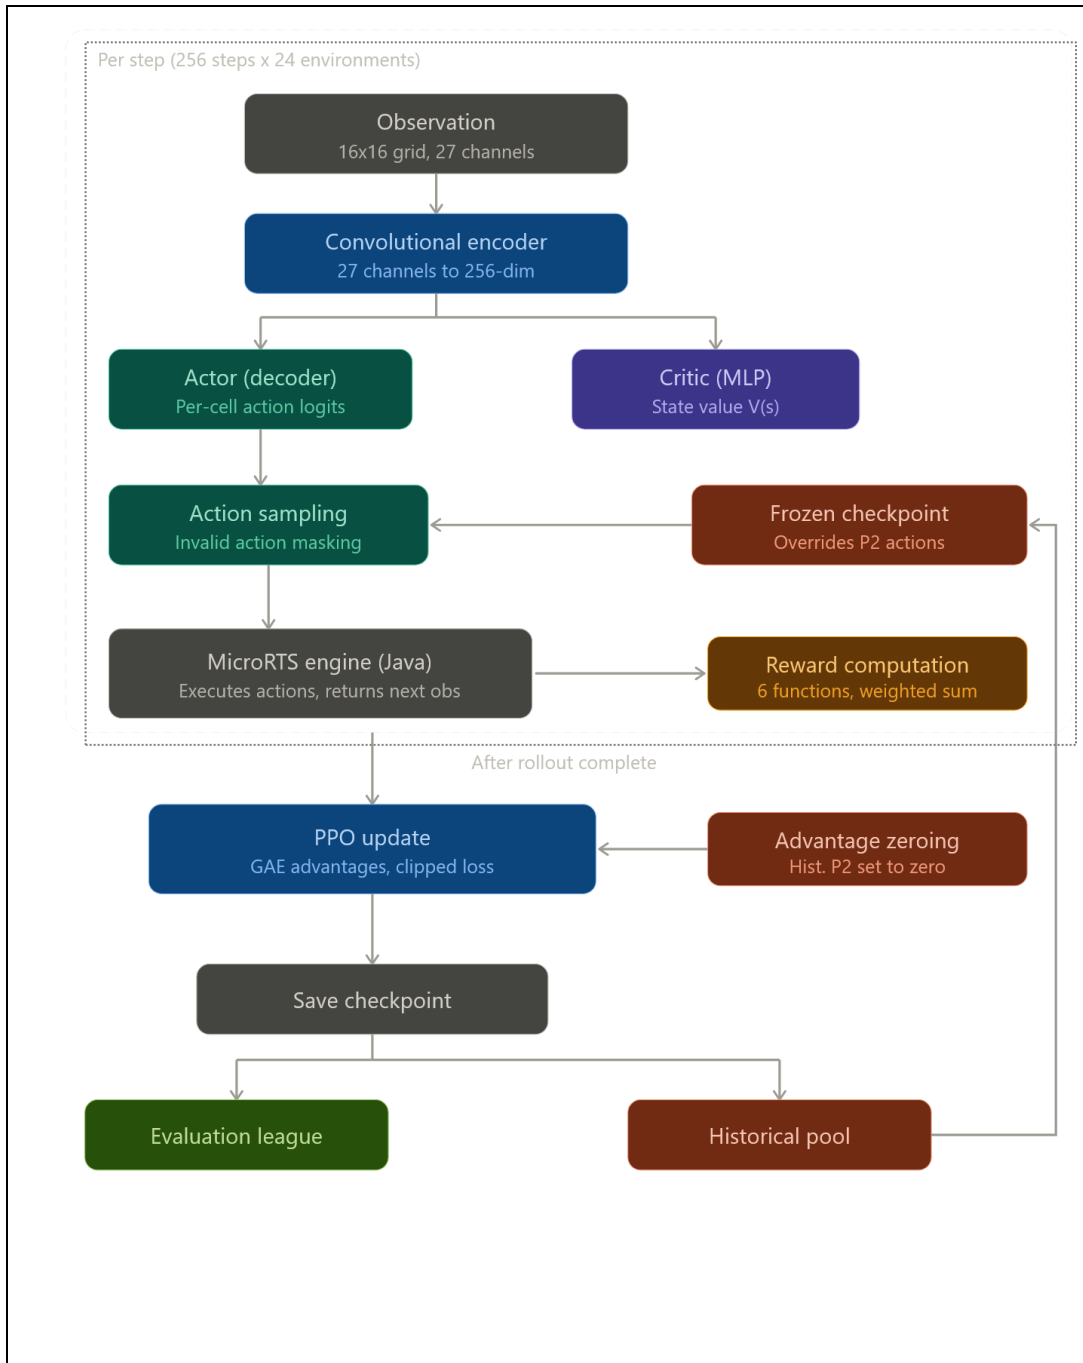 Per step (256 steps x 24 environments)
Observation
16x16 grid, 27 channels
Convolutional encoder
27 channels to 256-dim
Actor (decoder)
Per-cell action logits
Critic (MLP)
State value V(s)
Action sampling
Invalid action masking
Frozen checkpoint
Overrides P2 actions
MicroRTS engine (Java)
Executes actions, returns next obs
Reward computation
6 functions, weighted sum
After rollout complete
PPO update
GAE advantages, clipped loss
Advantage zeroing
Hist. P2 set to zero
Save checkpoint
Evaluation league
Historical pool